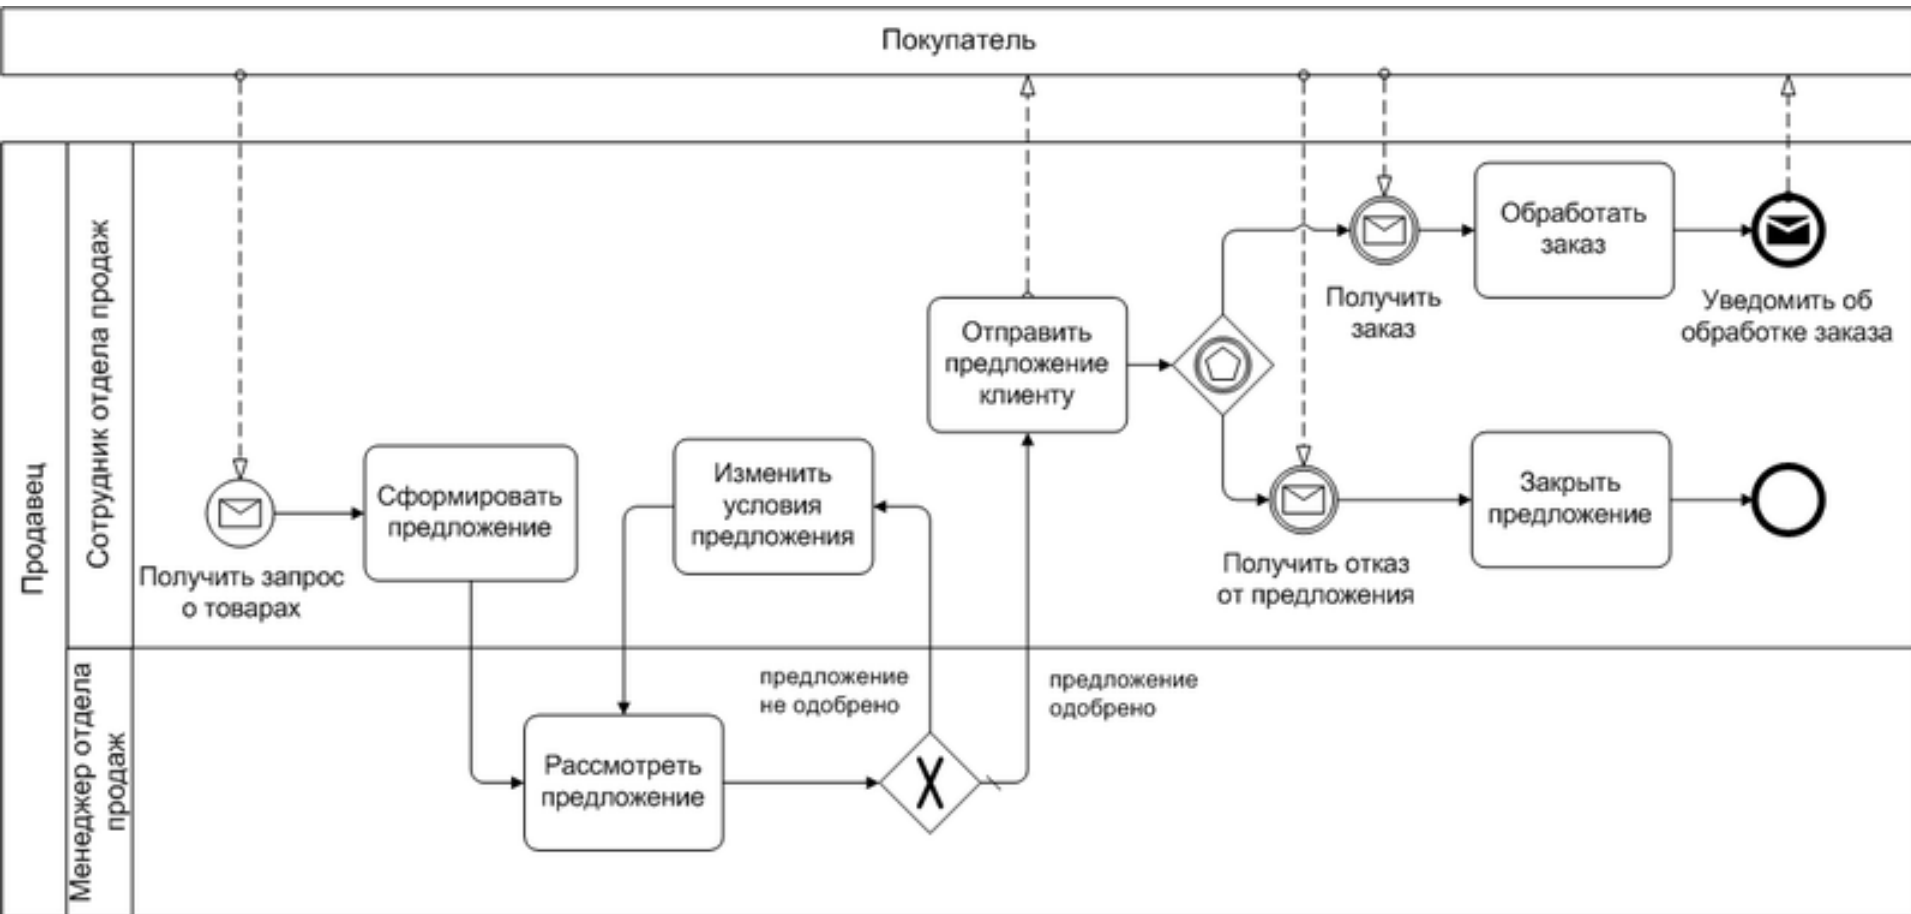 Покупатель
Продавец
Сотрудник отдела продаж
Менеджер отдела
продаж
Получить запрос
о товарах
Сформировать
предложение
Изменить
условия
предложения
Рассмотреть
предложение
предложение
не одобрено
предложение
одобрено
Отправить
предложение
клиенту
Получить
заказ
Обработать
заказ
Уведомить об
обработке заказа
Получить отказ
от предложения
Закрыть
предложение